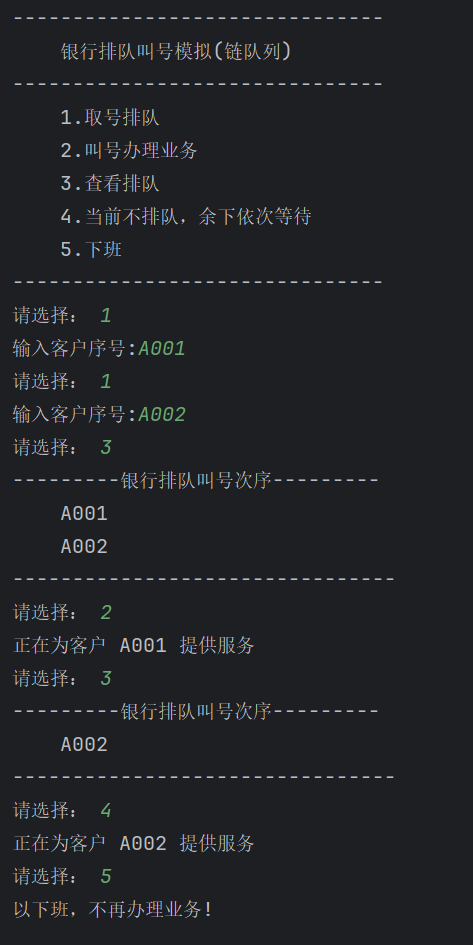 -------------------------------
银行排队叫号模拟(链队列)
-------------------------------
1.取号排队
2.叫号办理业务
3.查看排队
4.当前不排队，余下依次等待
5.下班
-------------------------------
请选择： 1
输入客户序号:A001
请选择： 1
输入客户序号:A002
请选择： 3
---------银行排队叫号次序---------
A001
A002
--------------------------------
请选择： 2
正在为客户 A001 提供服务
请选择： 3
---------银行排队叫号次序---------
A002
--------------------------------
请选择： 4
正在为客户 A002 提供服务
请选择： 5
以下班，不再办理业务!